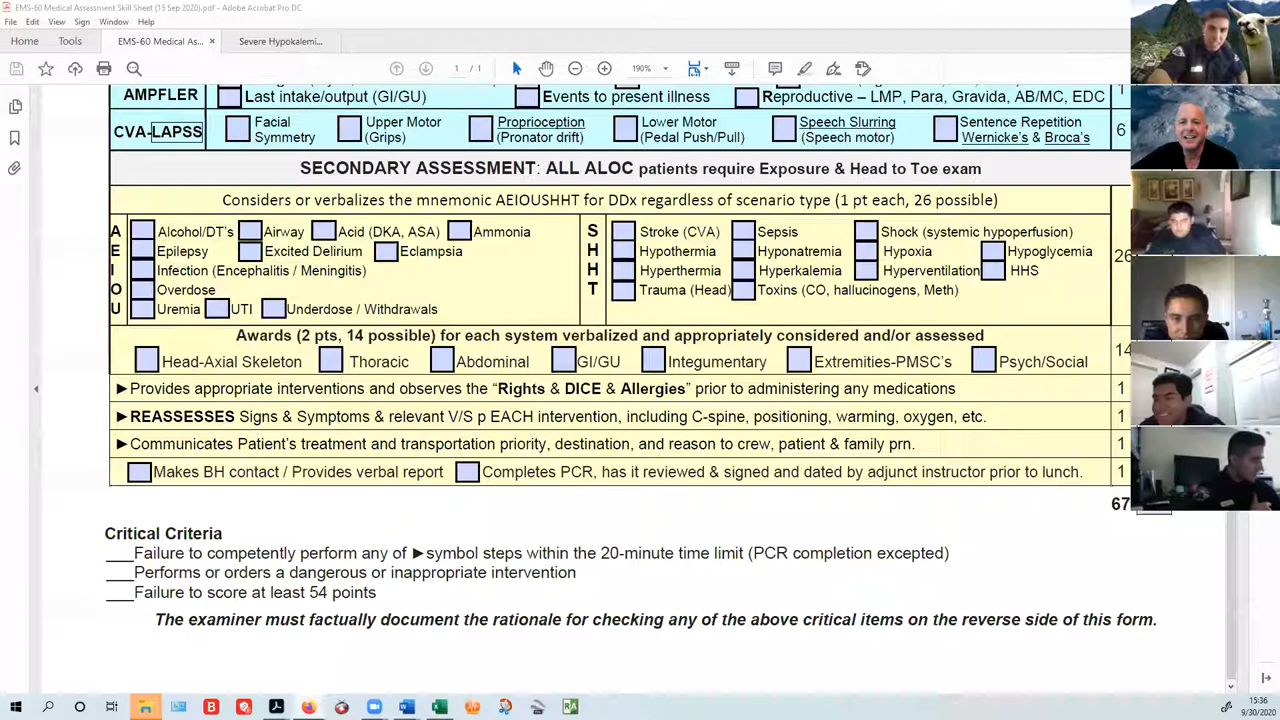 EMS-60 Medical Assessment Skill Sheet (15 Sep 2020).pdf - Adobe Acrobat Pro DC
File Edit View Sign Window Help
Home Tools EMS-60 Medical As... × Severe Hypokalemi...
1 / 1 190%
AMPFLER Last intake/output (GI/GU) Events to present illness Reproductive – LMP, Para, Gravida, AB/MC, EDC
CVA-LAPSS Facial Symmetry Upper Motor (Grips) Proprioception (Pronator drift) Lower Motor (Pedal Push/Pull) Speech Slurring (Speech motor) Sentence Repetition Wernicke's & Broca's 6
SECONDARY ASSESSMENT: ALL ALOC patients require Exposure & Head to Toe exam
Considers or verbalizes the mnemonic AEIOUSHHT for DDx regardless of scenario type (1 pt each, 26 possible)
A Alcohol/DT's Airway Acid (DKA, ASA) Ammonia S Stroke (CVA) Sepsis Shock (systemic hypoperfusion)
E Epilepsy Excited Delirium Eclampsia H Hypothermia Hyponatremia Hypoxia Hypoglycemia 26
I Infection (Encephalitis / Meningitis) H Hyperthermia Hyperkalemia Hyperventilation HHS
O Overdose T Trauma (Head) Toxins (CO, hallucinogens, Meth)
U Uremia UTI Underdose / Withdrawals
Awards (2 pts, 14 possible) for each system verbalized and appropriately considered and/or assessed
Head-Axial Skeleton Thoracic Abdominal GI/GU Integumentary Extremities-PMSC's Psych/Social 14
►Provides appropriate interventions and observes the “Rights & DICE & Allergies” prior to administering any medications 1
►REASSESSES Signs & Symptoms & relevant V/S p EACH intervention, including C-spine, positioning, warming, oxygen, etc. 1
►Communicates Patient's treatment and transportation priority, destination, and reason to crew, patient & family prn. 1
Makes BH contact / Provides verbal report Completes PCR, has it reviewed & signed and dated by adjunct instructor prior to lunch. 1
67
Critical Criteria
___Failure to competently perform any of ►symbol steps within the 20-minute time limit (PCR completion excepted)
___Performs or orders a dangerous or inappropriate intervention
___Failure to score at least 54 points
The examiner must factually document the rationale for checking any of the above critical items on the reverse side of this form.
15:36
9/30/2020